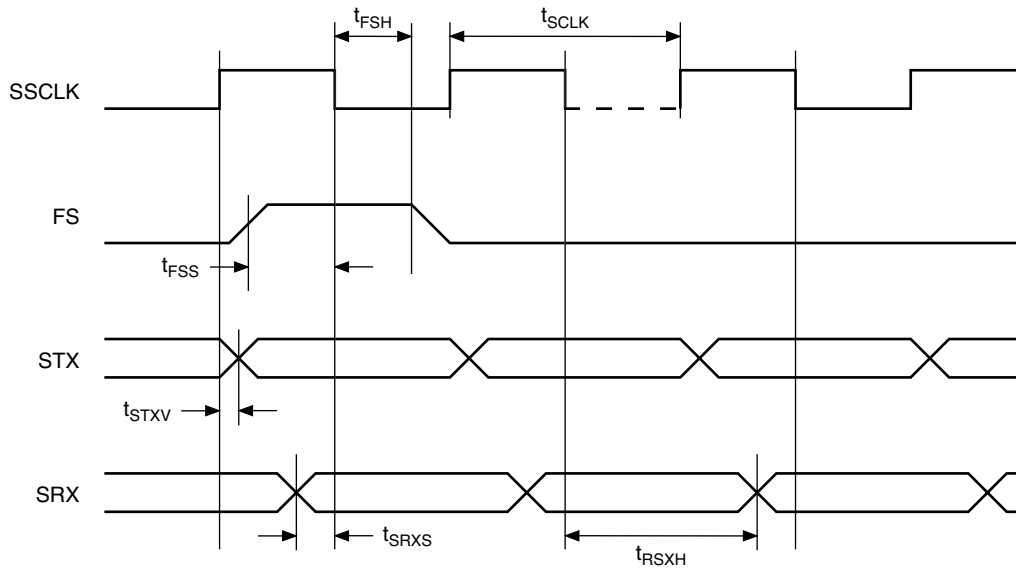 tFSH
tSCLK
SSCLK
FS
tFSS
STX
tSTXV
SRX
tSRXS
tRSXH